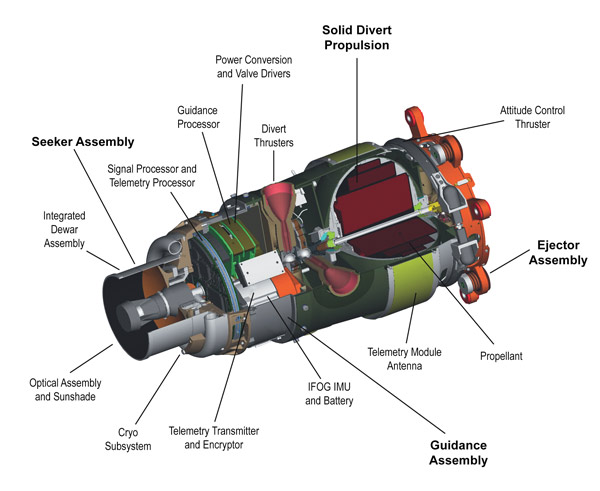 Solid Divert
Propulsion
Power Conversion
and Valve Drivers
Guidance
Processor
Divert
Thrusters
Attitude Control
Thruster
Seeker Assembly
Signal Processor and
Telemetry Processor
Integrated
Dewar
Assembly
Ejector
Assembly
Telemetry Module
Antenna
Propellant
Optical Assembly
and Sunshade
IFOG IMU
and Battery
Cryo
Subsystem
Telemetry Transmitter
and Encryptor
Guidance
Assembly